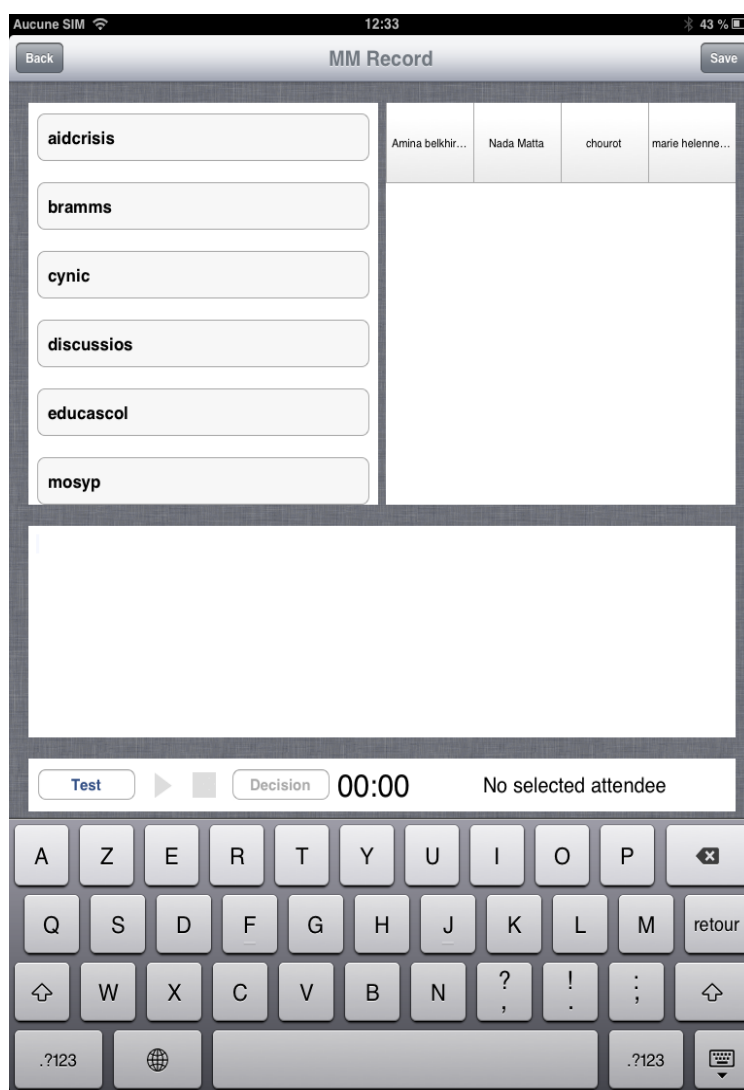 Aucune SIM 12:33 43 %
Back MM Record Save
aidcrisis
bramms
cynic
discussios
educascol
mosyp
Amina belkhir... Nada Matta chourot marie helenne...
Test Decision 00:00 No selected attendee
A Z E R T Y U I O P
Q S D F G H J K L M retour
W X C V B N ? , ! . : ;
.?123 .?123